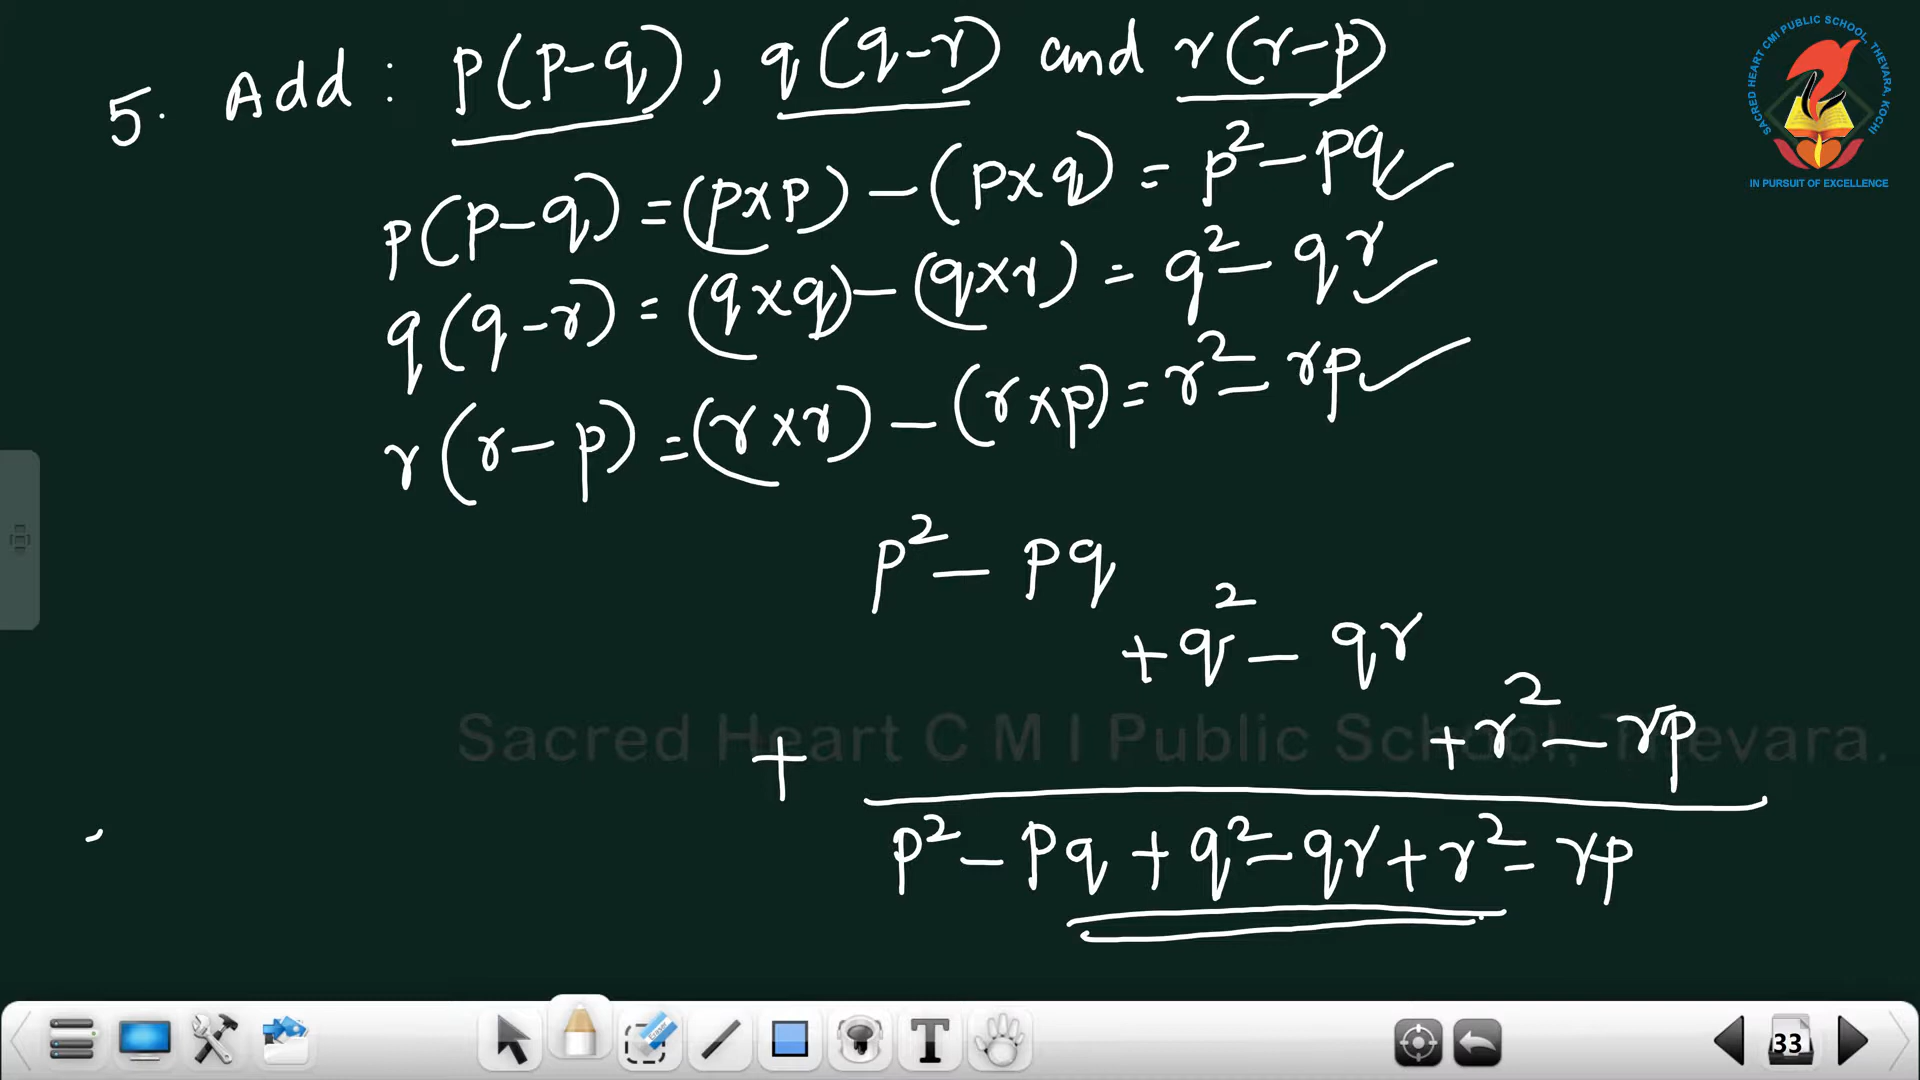 5. Add : p(p-q), q(q-r) and r(r-p)
p(p-q) = (p×p) - (p×q) = p² - pq
q(q-r) = (q×q) - (q×r) = q² - qr
r(r-p) = (r×r) - (r×p) = r² - rp
p² - pq
+ q² - qr
+ r² - rp
+
p² - pq + q² - qr + r² - rp
SACRED HEART CMI PUBLIC SCHOOL, THEVARA, KOCHI
IN PURSUIT OF EXCELLENCE
Sacred Heart C M I Public School, Thevara.
Eraser
T
33